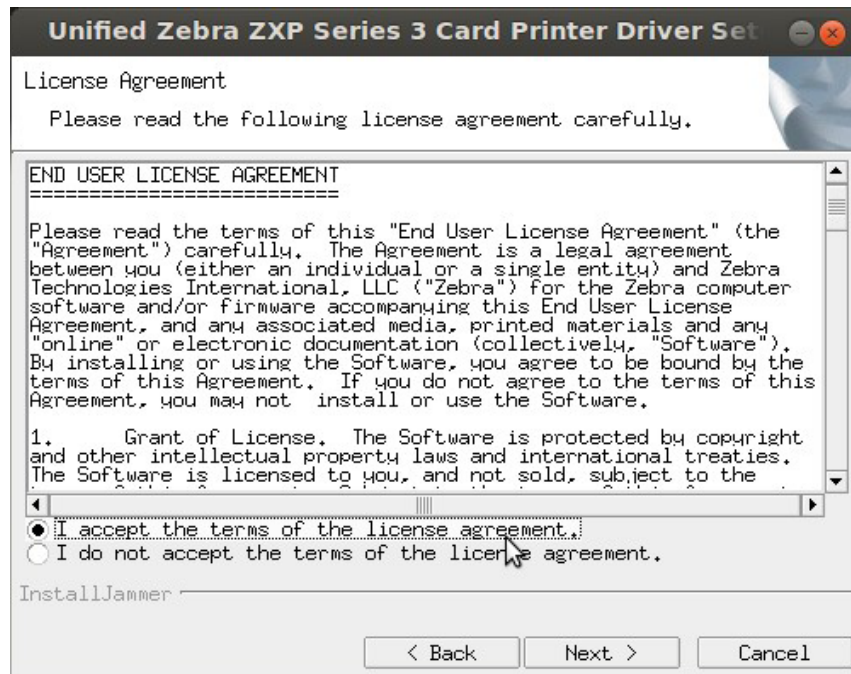 Unified Zebra ZXP Series 3 Card Printer Driver Set
License Agreement
Please read the following license agreement carefully.
END USER LICENSE AGREEMENT
==========================
Please read the terms of this "End User License Agreement" (the
"Agreement") carefully.  The Agreement is a legal agreement
between you (either an individual or a single entity) and Zebra
Technologies International, LLC ("Zebra") for the Zebra computer
software and/or firmware accompanying this End User License
Agreement, and any associated media, printed materials and any
"online" or electronic documentation (collectively, "Software").
By installing or using the Software, you agree to be bound by the
terms of this Agreement.  If you do not agree to the terms of this
Agreement, you may not  install or use the Software.
1.      Grant of License.  The Software is protected by copyright
and other intellectual property laws and international treaties.
The Software is licensed to you, and not sold, subject to the
I accept the terms of the license agreement.
I do not accept the terms of the license agreement.
InstallJammer
< Back
Next >
Cancel